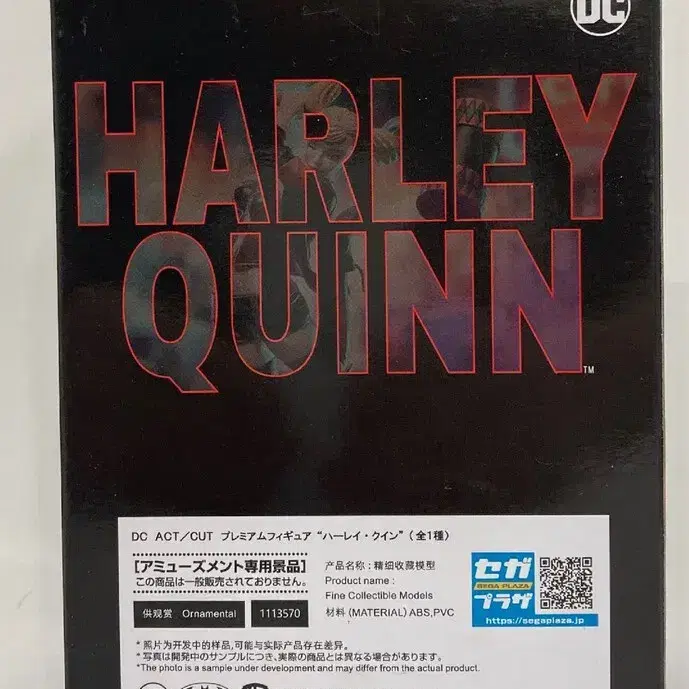 DC
HARLEY
QUINN™
DC ACT/CUT プレミアムフィギュア “ハーレイ・クイン” (全1種)
[アミューズメント専用景品]
この商品は一般販売されておりません。
供观赏 Ornamental 1113570
产品名称：精细收藏模型
Product name :
Fine Collectible Models
材料 (MATERIAL) ABS,PVC
セガ
SEGA PLAZA
プラザ
https://segaplaza.jp
* 照片为开发中的样品,可能与实际产品存在差异。
* 写真は開発中のサンプルにつき、実際の商品とは異なる場合があります。
*The photo is a sample under development and may differ from the actual product.